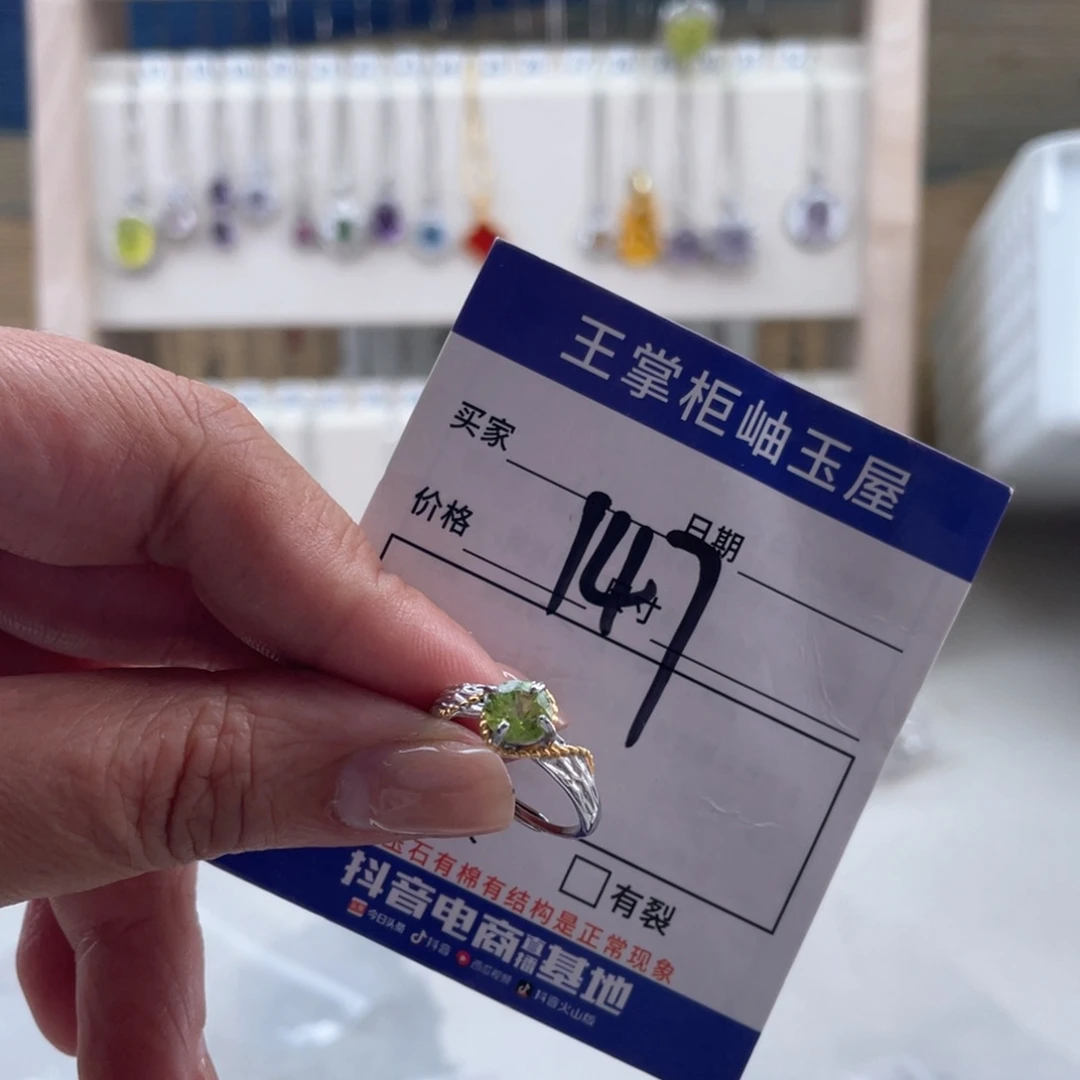 王掌柜岫玉屋
买家
日期
价格
尺寸
147
有裂
玉石有棉有结构是正常现象
抖音电商直播基地
今日头条 抖音 西瓜视频 抖音火山版